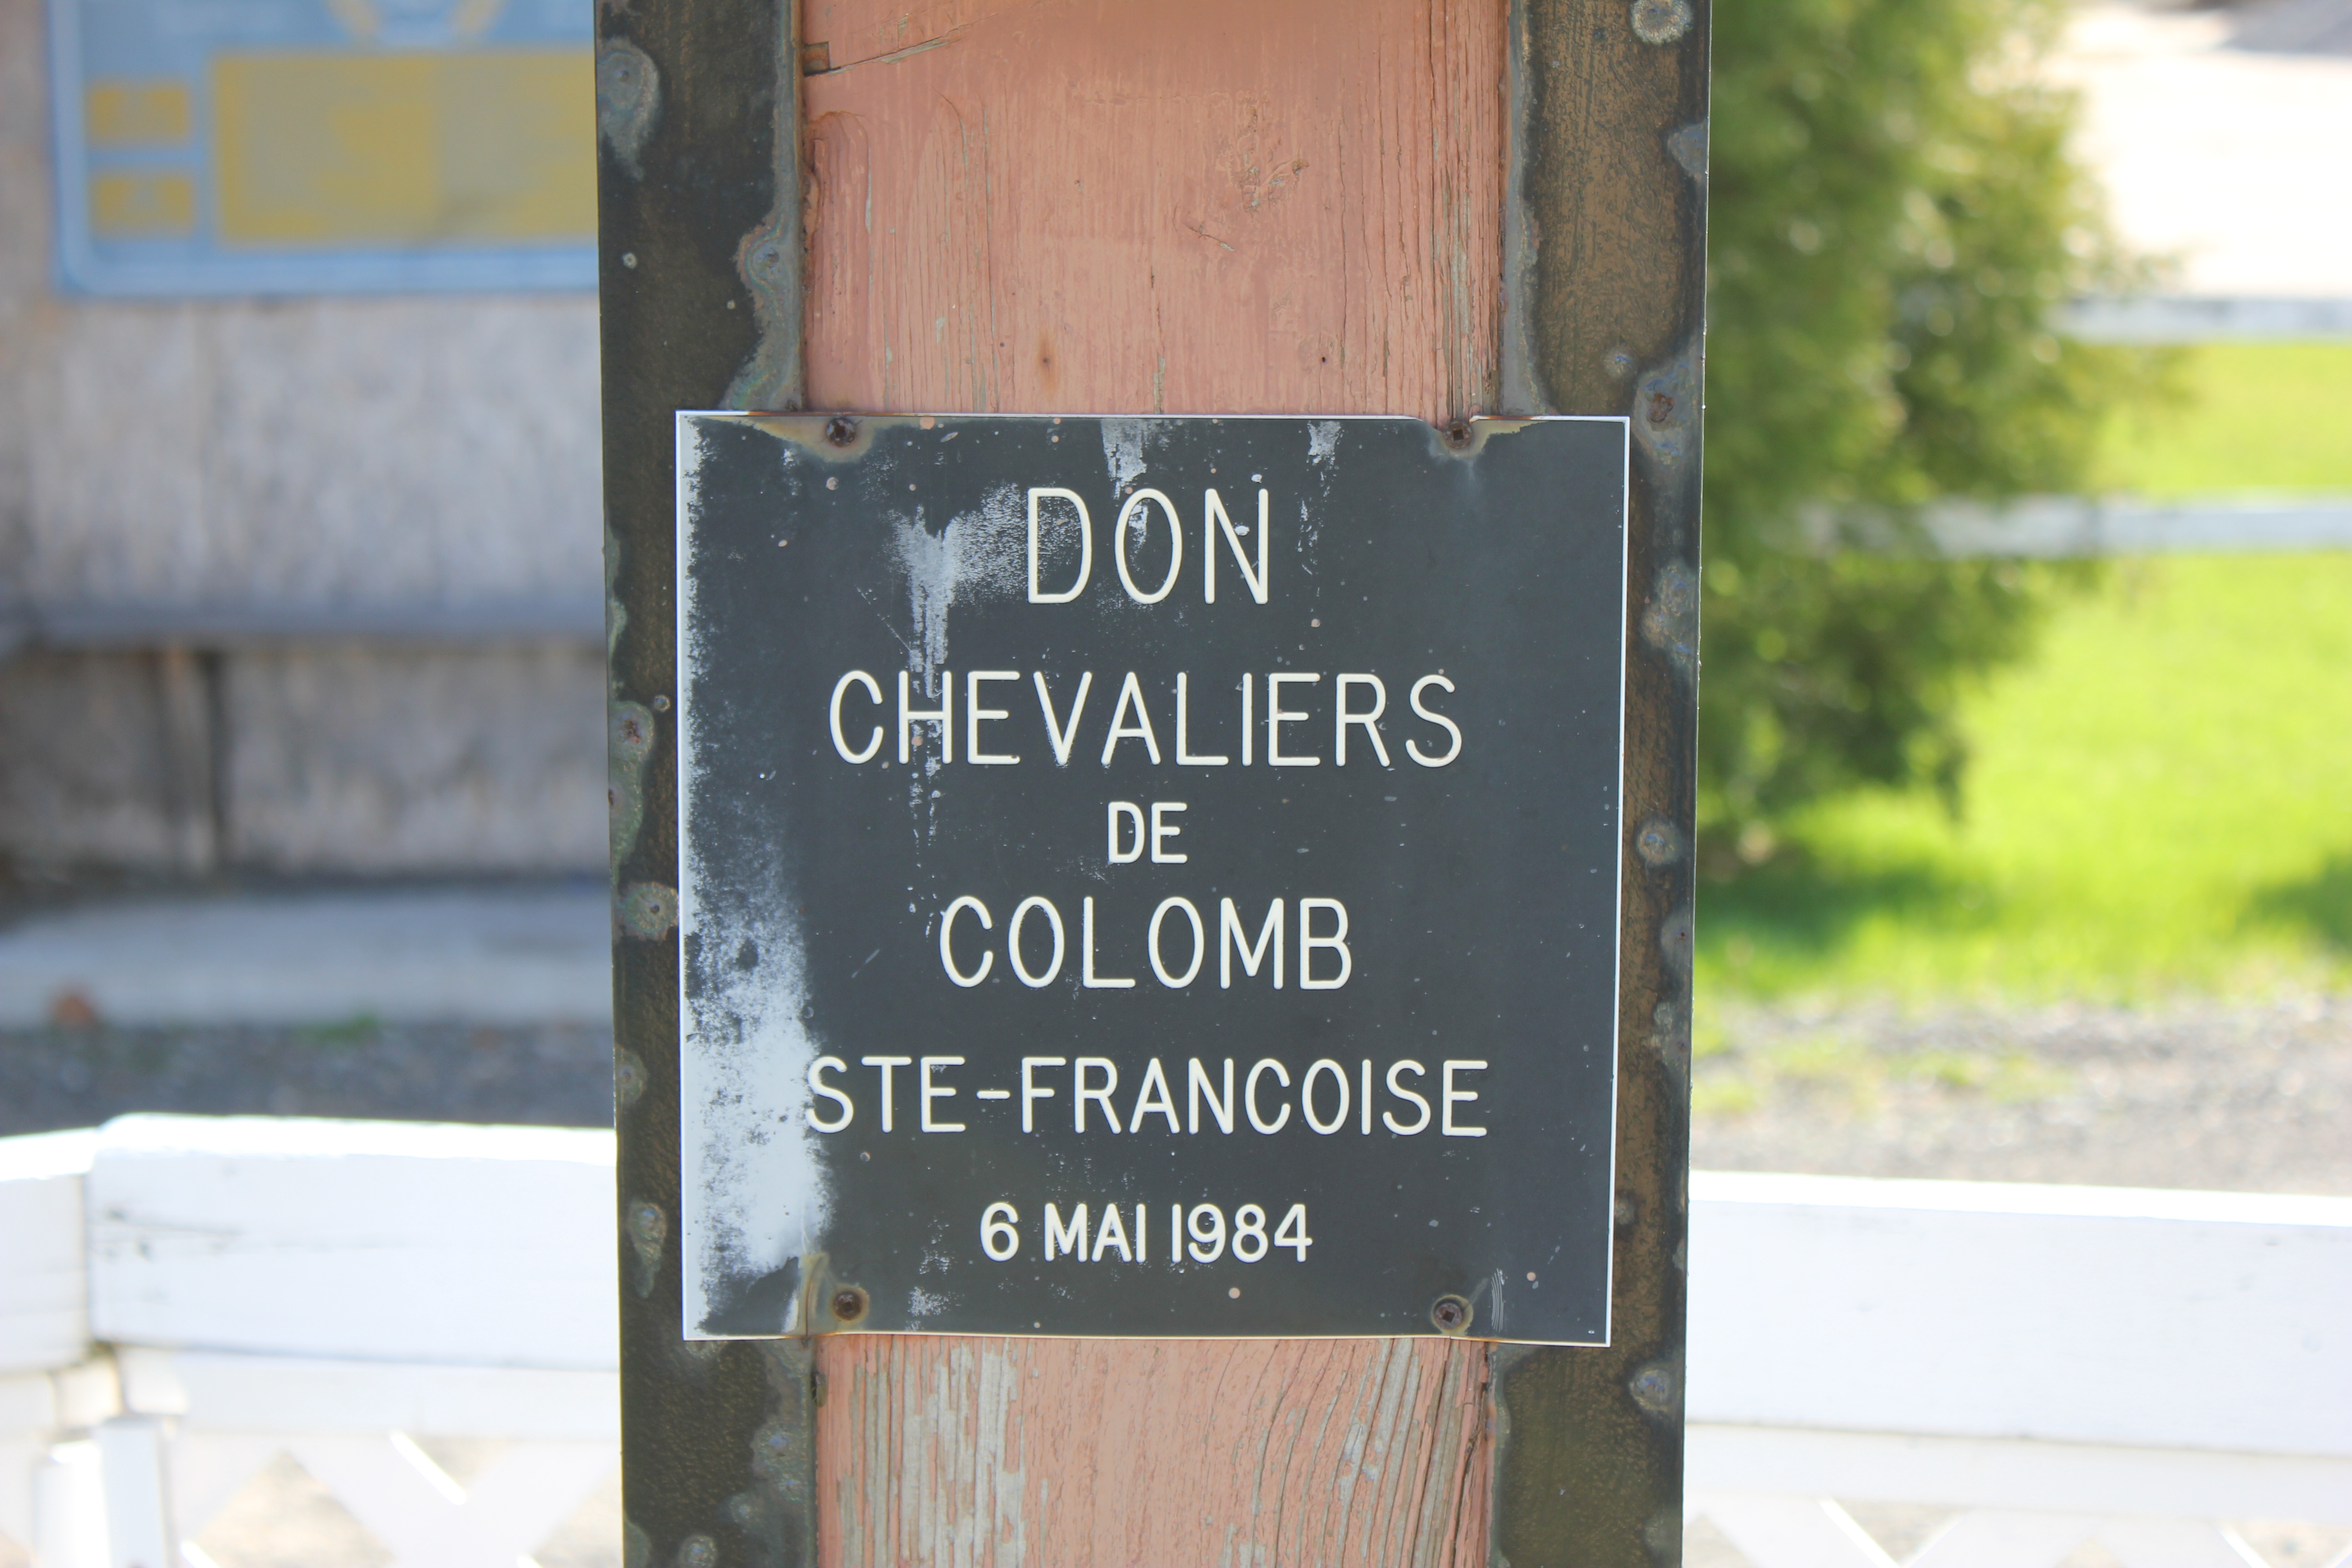 DON
CHEVALIERS
DE
COLOMB
STE-FRANCOISE
6 MAI 1984